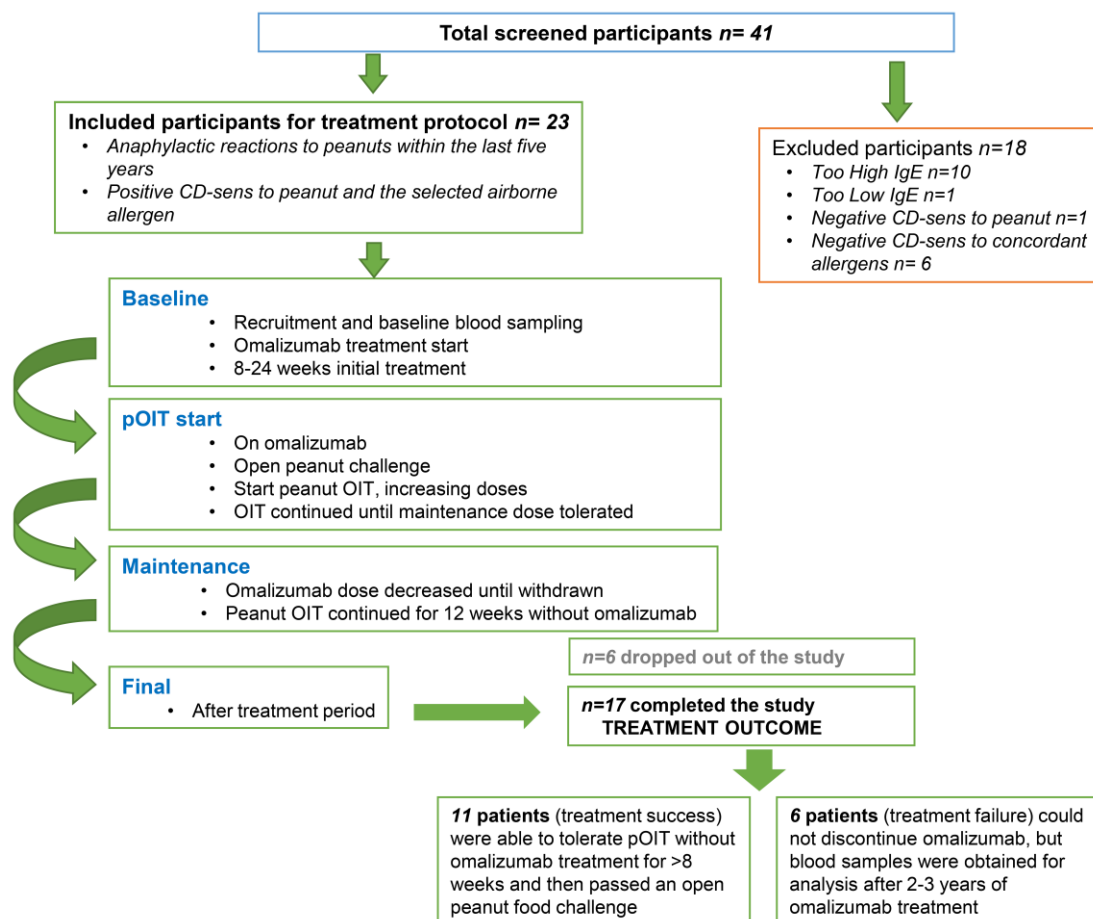 Total screened participants n= 41
Included participants for treatment protocol n= 23
• Anaphylactic reactions to peanuts within the last five
years
• Positive CD-sens to peanut and the selected airborne
allergen
Excluded participants n=18
• Too High IgE n=10
• Too Low IgE n=1
• Negative CD-sens to peanut n=1
• Negative CD-sens to concordant
allergens n= 6
Baseline
• Recruitment and baseline blood sampling
• Omalizumab treatment start
• 8-24 weeks initial treatment
pOIT start
• On omalizumab
• Open peanut challenge
• Start peanut OIT, increasing doses
• OIT continued until maintenance dose tolerated
Maintenance
• Omalizumab dose decreased until withdrawn
• Peanut OIT continued for 12 weeks without omalizumab
Final
• After treatment period
n=6 dropped out of the study
n=17 completed the study
TREATMENT OUTCOME
11 patients (treatment success)
were able to tolerate pOIT without
omalizumab treatment for >8
weeks and then passed an open
peanut food challenge
6 patients (treatment failure) could
not discontinue omalizumab, but
blood samples were obtained for
analysis after 2-3 years of
omalizumab treatment